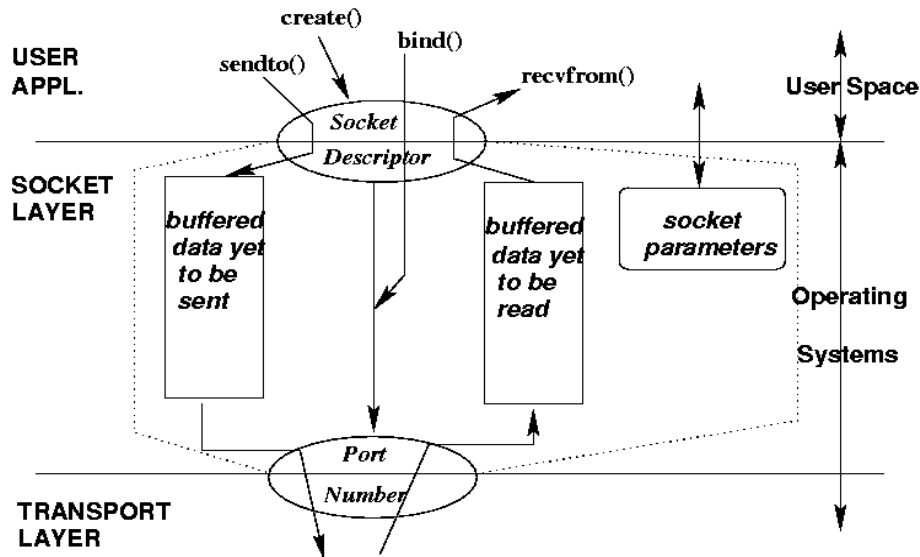 create()
bind()
USER
APPL.
sendto()
recvfrom()
User Space
Socket
Descriptor
SOCKET
LAYER
buffered
data yet
to be
sent
buffered
data yet
to be
read
socket
parameters
Operating
Systems
Port
Number
TRANSPORT
LAYER